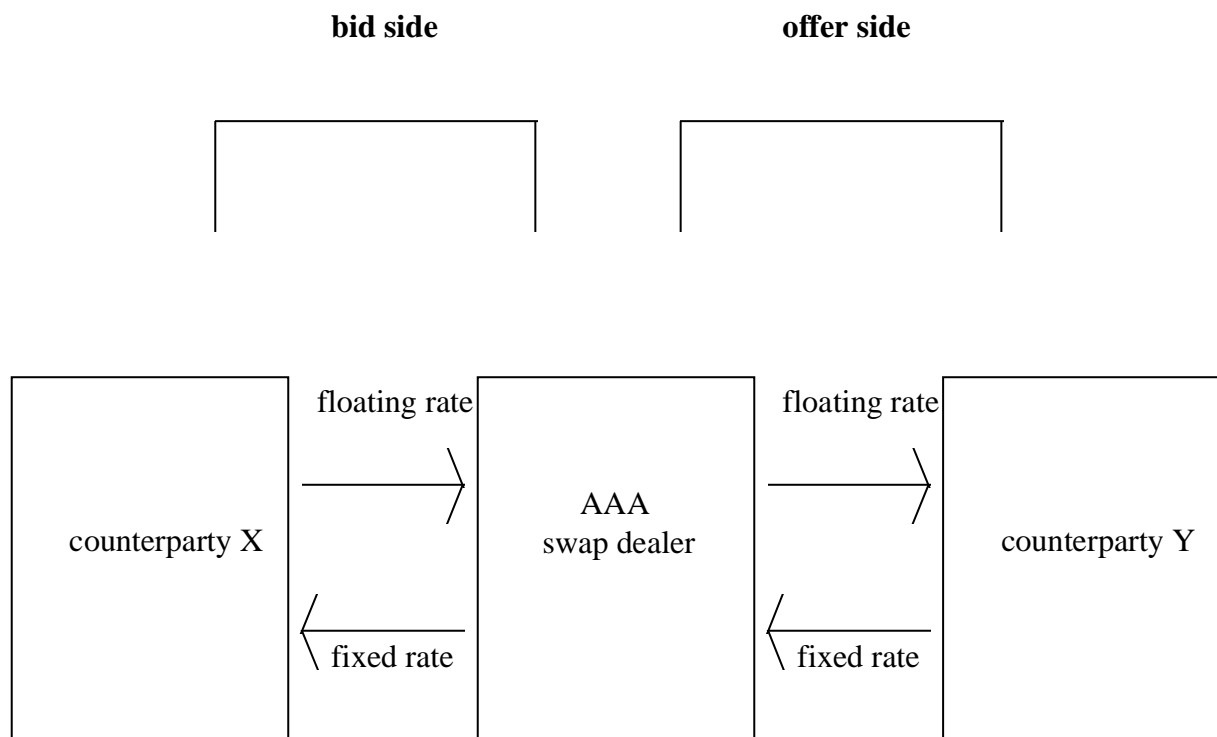 bid side
offer side
floating rate
floating rate
AAA
swap dealer
counterparty X
counterparty Y
fixed rate
fixed rate